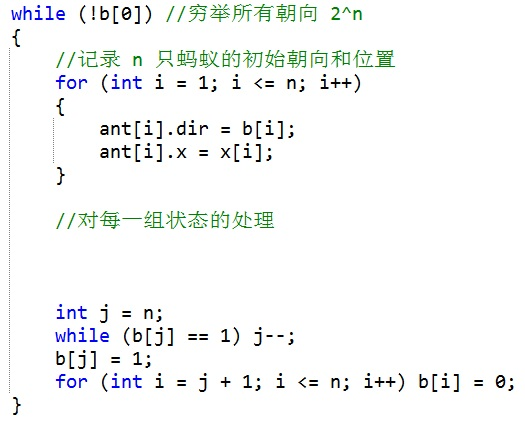 while (!b[0]) //穷举所有朝向 2^n
{
//记录 n 只蚂蚁的初始朝向和位置
for (int i = 1; i <= n; i++)
{
ant[i].dir = b[i];
ant[i].x = x[i];
}
//对每一组状态的处理
int j = n;
while (b[j] == 1) j--;
b[j] = 1;
for (int i = j + 1; i <= n; i++) b[i] = 0;
}